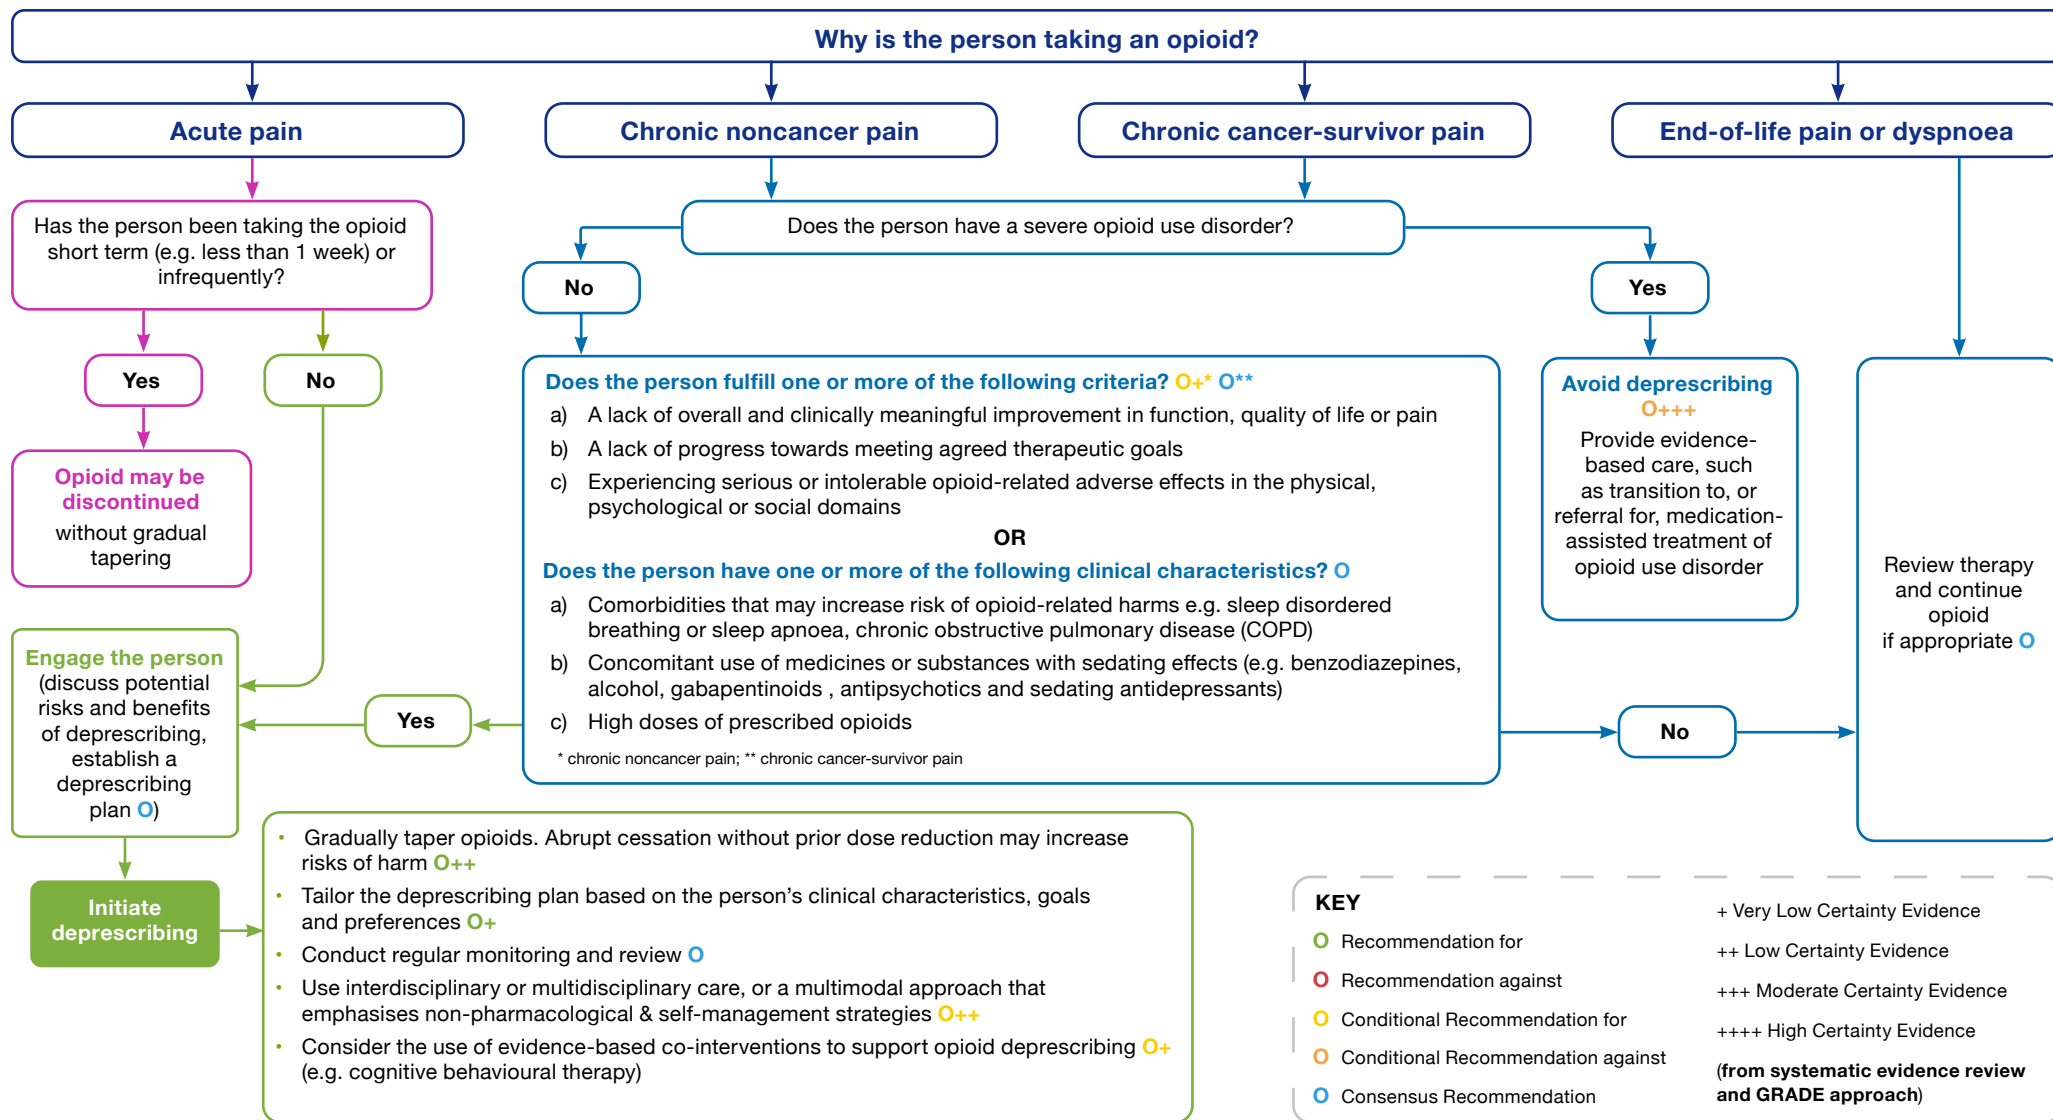 Why is the person taking an opioid?
Acute pain
Chronic noncancer pain
Chronic cancer-survivor pain
End-of-life pain or dyspnoea
Has the person been taking the opioid
short term (e.g. less than 1 week) or
infrequently?
Does the person have a severe opioid use disorder?
No
Yes
Yes
No
Opioid may be
discontinued
without gradual
tapering
Does the person fulfill one or more of the following criteria? O+* O**
a) A lack of overall and clinically meaningful improvement in function, quality of life or pain
b) A lack of progress towards meeting agreed therapeutic goals
c) Experiencing serious or intolerable opioid-related adverse effects in the physical,
psychological or social domains
OR
Does the person have one or more of the following clinical characteristics? O
a) Comorbidities that may increase risk of opioid-related harms e.g. sleep disordered
breathing or sleep apnoea, chronic obstructive pulmonary disease (COPD)
b) Concomitant use of medicines or substances with sedating effects (e.g. benzodiazepines,
alcohol, gabapentinoids , antipsychotics and sedating antidepressants)
c) High doses of prescribed opioids
* chronic noncancer pain; ** chronic cancer-survivor pain
Avoid deprescribing
O+++
Provide evidence-
based care, such
as transition to, or
referral for, medication-
assisted treatment of
opioid use disorder
Review therapy
and continue
opioid
if appropriate O
No
Yes
Engage the person
(discuss potential
risks and benefits
of deprescribing,
establish a
deprescribing
plan O)
Initiate
deprescribing
• Gradually taper opioids. Abrupt cessation without prior dose reduction may increase
risks of harm O++
• Tailor the deprescribing plan based on the person's clinical characteristics, goals
and preferences O+
• Conduct regular monitoring and review O
• Use interdisciplinary or multidisciplinary care, or a multimodal approach that
emphasises non-pharmacological & self-management strategies O++
• Consider the use of evidence-based co-interventions to support opioid deprescribing O+
(e.g. cognitive behavioural therapy)
KEY
O Recommendation for
O Recommendation against
O Conditional Recommendation for
O Conditional Recommendation against
O Consensus Recommendation
+ Very Low Certainty Evidence
++ Low Certainty Evidence
+++ Moderate Certainty Evidence
++++ High Certainty Evidence
(from systematic evidence review
and GRADE approach)